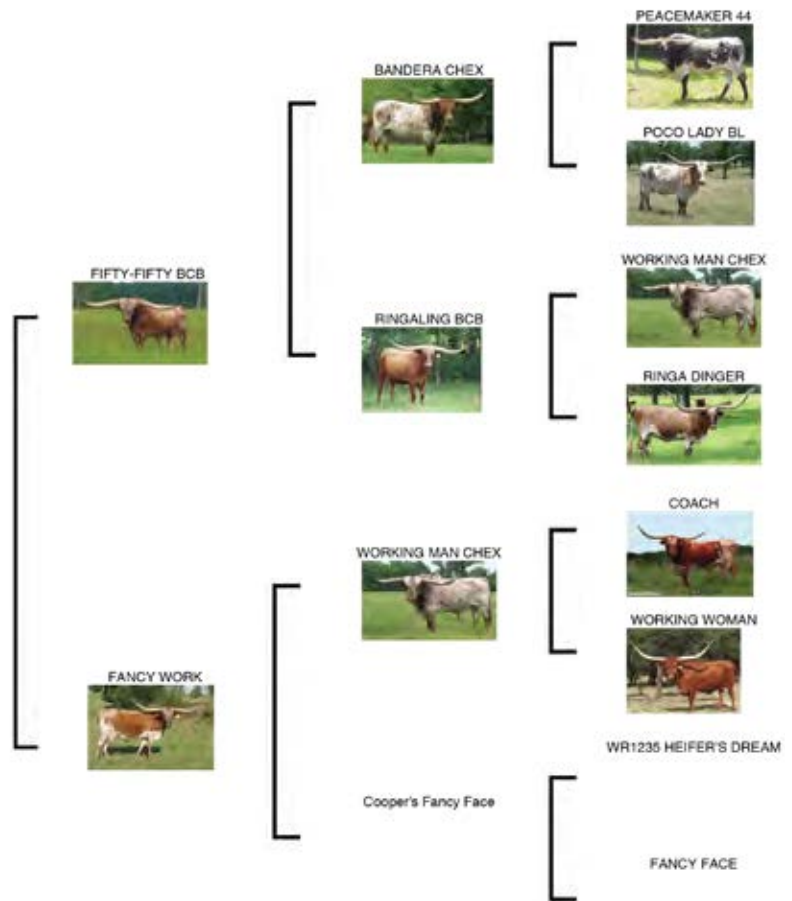 PEACEMAKER 44
BANDERA CHEX
POCO LADY BL
FIFTY-FIFTY BCB
WORKING MAN CHEX
RINGALING BCB
RINGA DINGER
COACH
WORKING MAN CHEX
WORKING WOMAN
FANCY WORK
WR1235 HEIFER'S DREAM
Cooper's Fancy Face
FANCY FACE